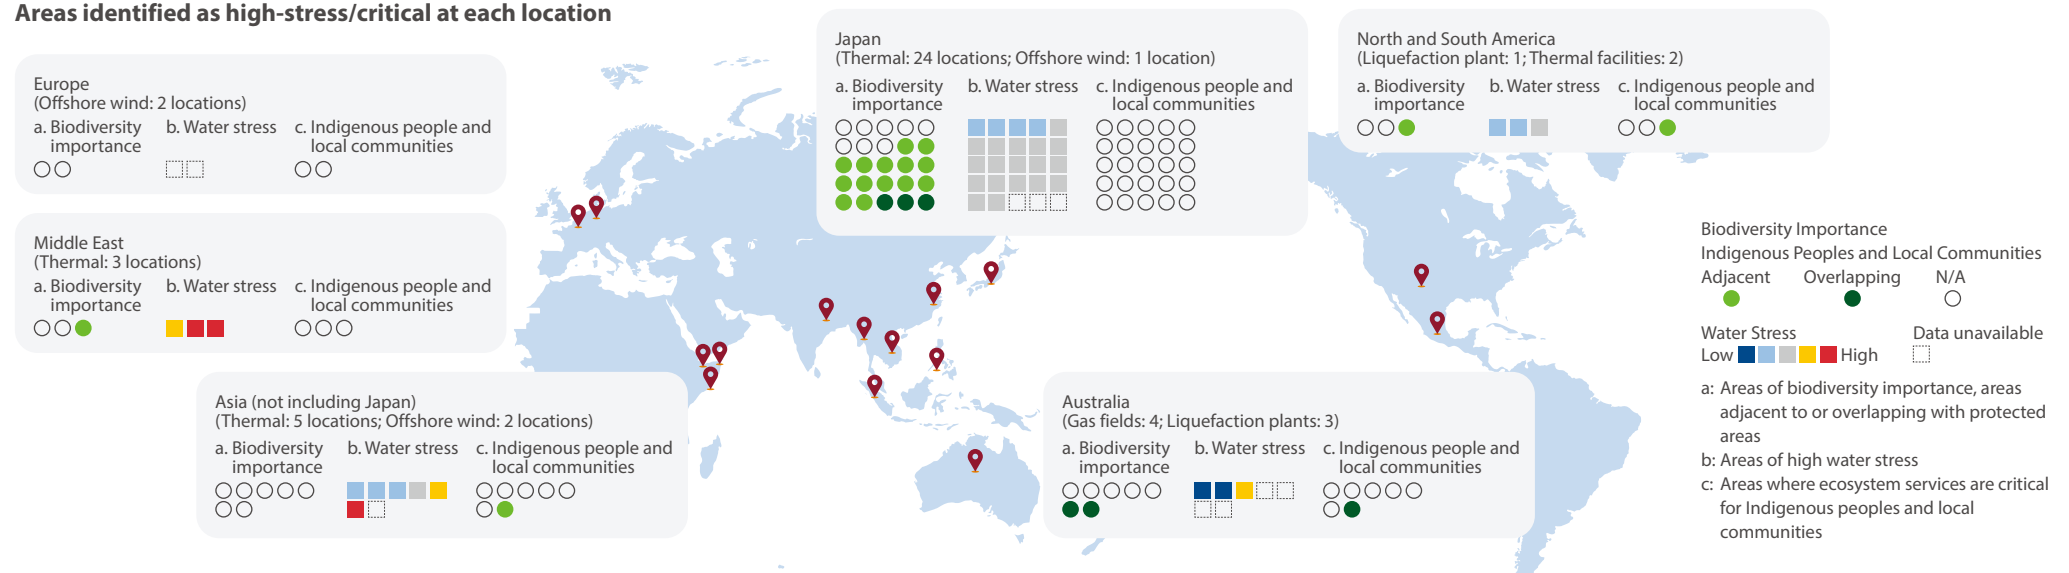 Areas identified as high-stress/critical at each location
Europe
(Offshore wind: 2 locations)
a. Biodiversity importance
b. Water stress
c. Indigenous people and local communities
Middle East
(Thermal: 3 locations)
a. Biodiversity importance
b. Water stress
c. Indigenous people and local communities
Asia (not including Japan)
(Thermal: 5 locations; Offshore wind: 2 locations)
a. Biodiversity importance
b. Water stress
c. Indigenous people and local communities
Japan
(Thermal: 24 locations; Offshore wind: 1 location)
a. Biodiversity importance
b. Water stress
c. Indigenous people and local communities
Australia
(Gas fields: 4; Liquefaction plants: 3)
a. Biodiversity importance
b. Water stress
c. Indigenous people and local communities
North and South America
(Liquefaction plant: 1; Thermal facilities: 2)
a. Biodiversity importance
b. Water stress
c. Indigenous people and local communities
Biodiversity Importance
Indigenous Peoples and Local Communities
Adjacent Overlapping N/A
Water Stress Data unavailable
Low High
a: Areas of biodiversity importance, areas
adjacent to or overlapping with protected
areas
b: Areas of high water stress
c: Areas where ecosystem services are critical
for Indigenous peoples and local
communities